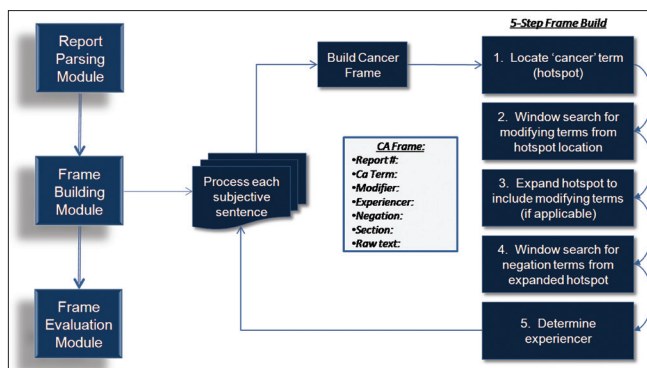 5-Step Frame Build
Report
Parsing
Module
Build Cancer
Frame
1. Locate ‘cancer’ term
(hotspot)
2. Window search for
modifying terms from
hotspot location
Frame
Building
Module
Process each
subjective
sentence
CA Frame:
•Report #:
•Ca Term:
•Modifier:
•Experiencer:
•Negation:
•Section:
•Raw text:
3. Expand hotspot to
include modifying terms
(if applicable)
4. Window search for
negation terms from
expanded hotspot
Frame
Evaluation
Module
5. Determine
experiencer